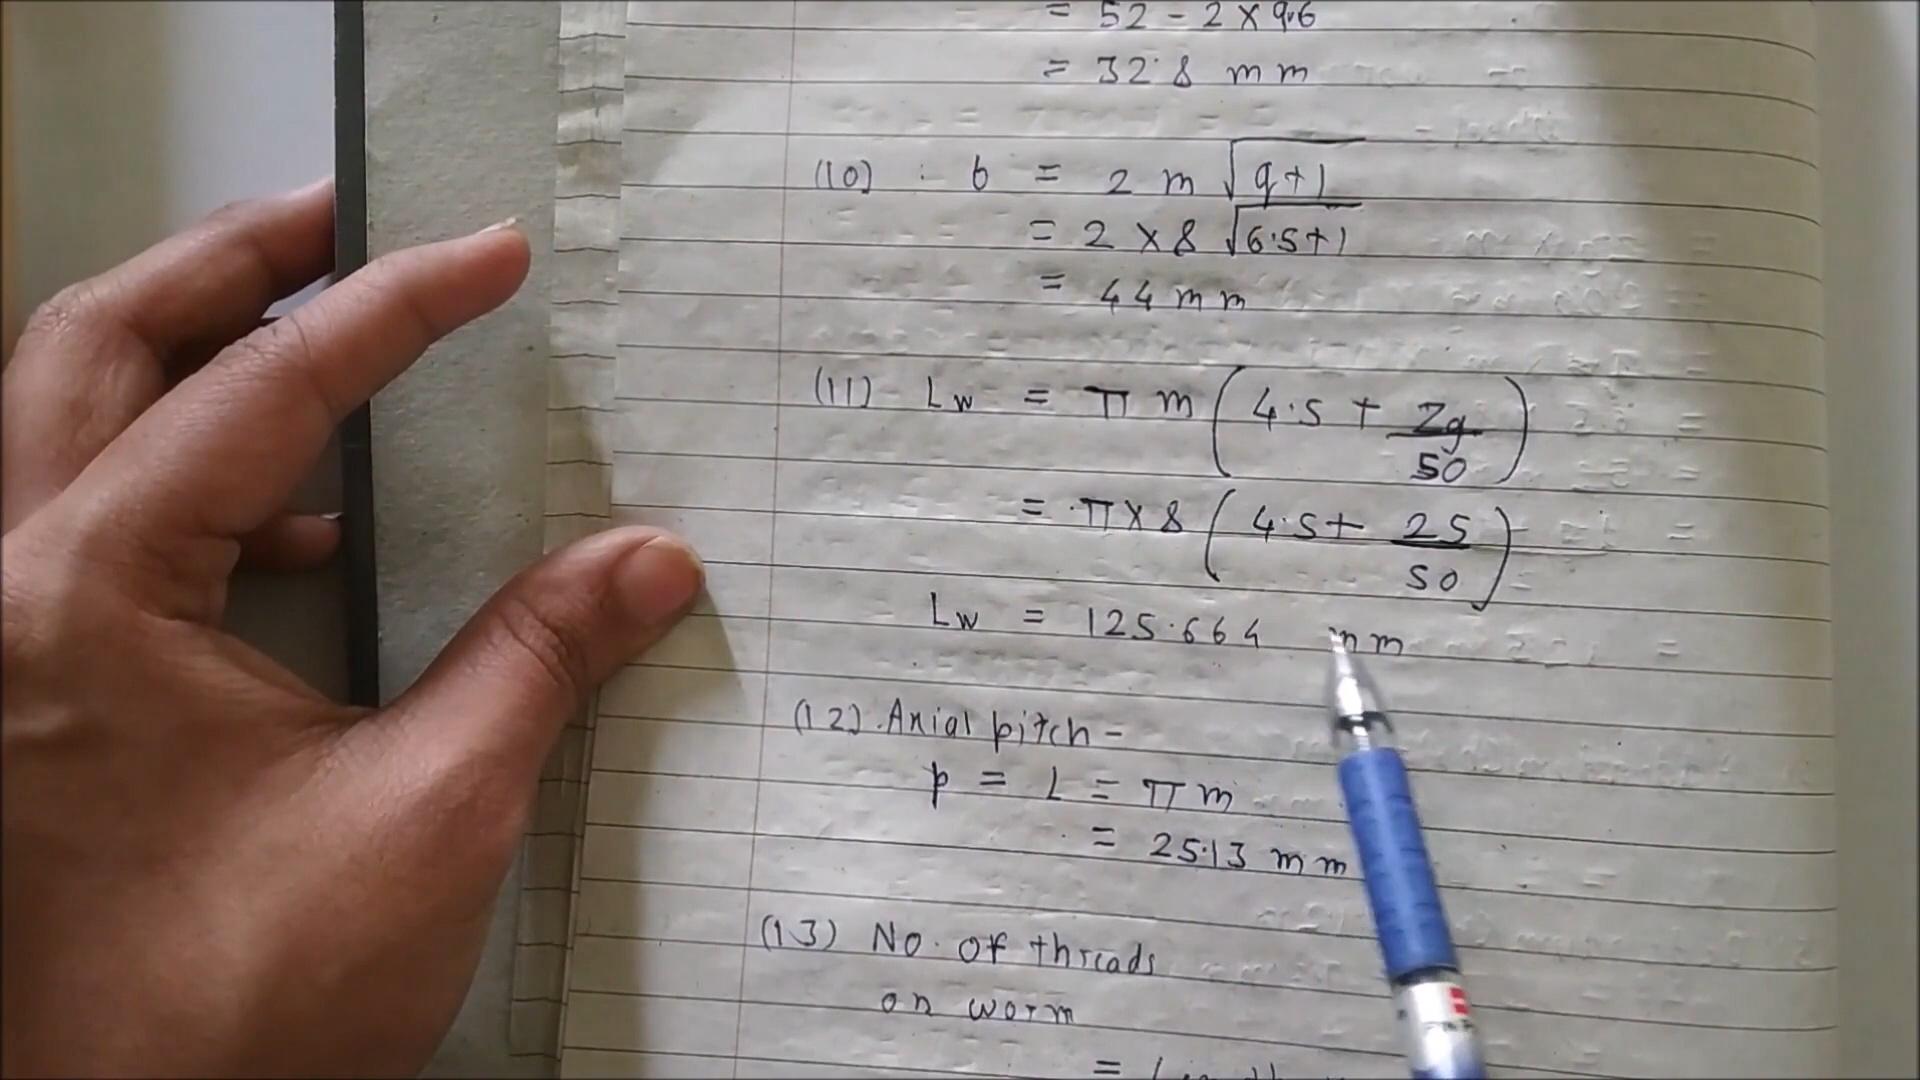 = 52 - 2 × 9.6
= 32.8 mm
(10) : b = 2 m √q+1
= 2 × 8 √6.5+1
= 44 mm
(11) Lw = π m (4.5 + Zg/50)
= π × 8 (4.5 + 25/50)
Lw = 125.664 mm
(12) Axial pitch -
p = L = π m
= 25.13 mm
(13) No. of threads
on worm
=